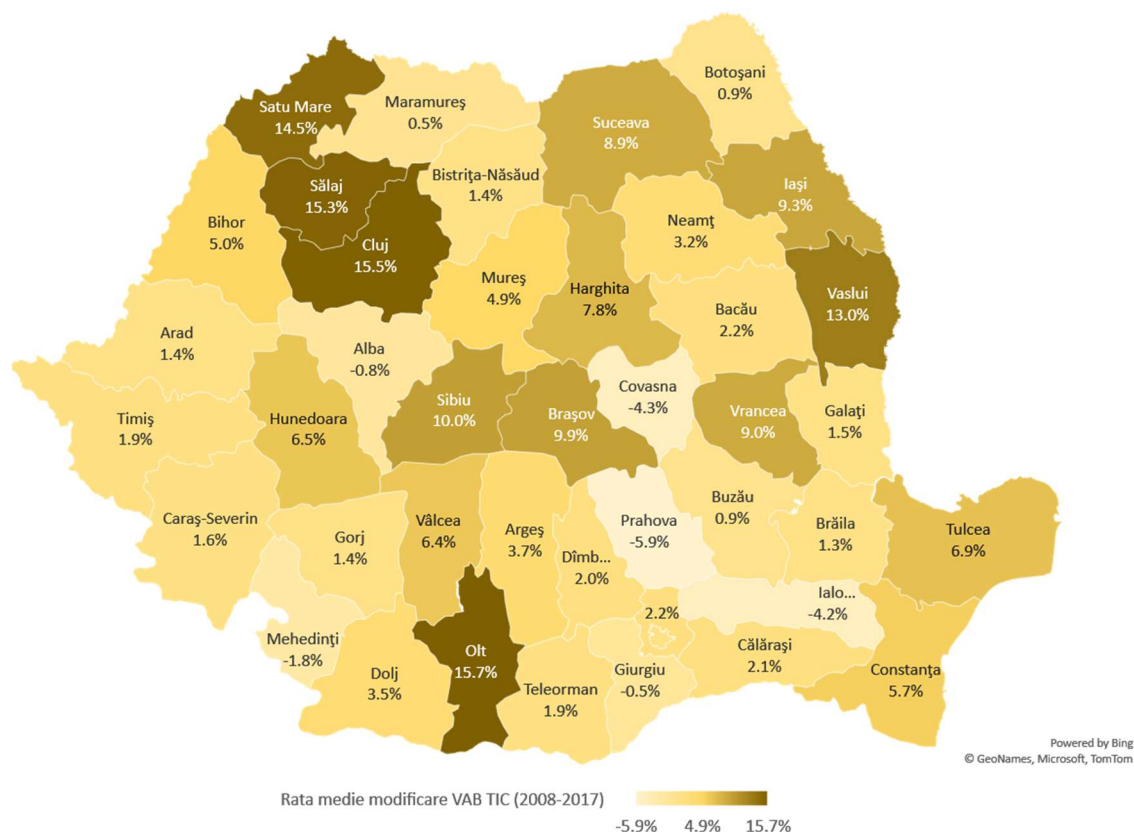 Botoşani
0.9%
Satu Mare
14.5%
Maramureş
0.5%
Suceava
8.9%
Bistriţa-Năsăud
1.4%
Sălaj
15.3%
Iaşi
9.3%
Bihor
5.0%
Neamţ
3.2%
Cluj
15.5%
Mureş
4.9%
Harghita
7.8%
Vaslui
13.0%
Bacău
2.2%
Arad
1.4%
Alba
-0.8%
Covasna
-4.3%
Sibiu
10.0%
Braşov
9.9%
Vrancea
9.0%
Galaţi
1.5%
Timiş
1.9%
Hunedoara
6.5%
Buzău
0.9%
Caraş-Severin
1.6%
Gorj
1.4%
Vâlcea
6.4%
Argeş
3.7%
Prahova
-5.9%
Brăila
1.3%
Tulcea
6.9%
Dîmb...
2.0%
Ialo...
-4.2%
2.2%
Mehedinţi
-1.8%
Olt
15.7%
Călăraşi
2.1%
Dolj
3.5%
Giurgiu
-0.5%
Constanţa
5.7%
Teleorman
1.9%
Powered by Bing
© GeoNames, Microsoft, TomTom
Rata medie modificare VAB TIC (2008-2017)
-5.9% 4.9% 15.7%